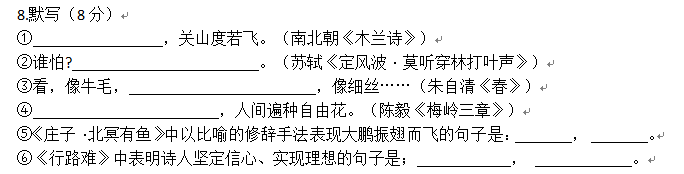 8.默写（8 分）
①________________，关山度若飞。（南北朝《木兰诗》）
②谁怕?________________________。（苏轼《定风波·莫听穿林打叶声》）
③看，像牛毛，________________________，像细丝……（朱自清《春》）
④________________________，人间遍种自由花。（陈毅《梅岭三章》）
⑤《庄子·北冥有鱼》中以比喻的修辞手法表现大鹏振翅而飞的句子是：_______，_______。
⑥《行路难》中表明诗人坚定信心、实现理想的句子是；____________，____________。